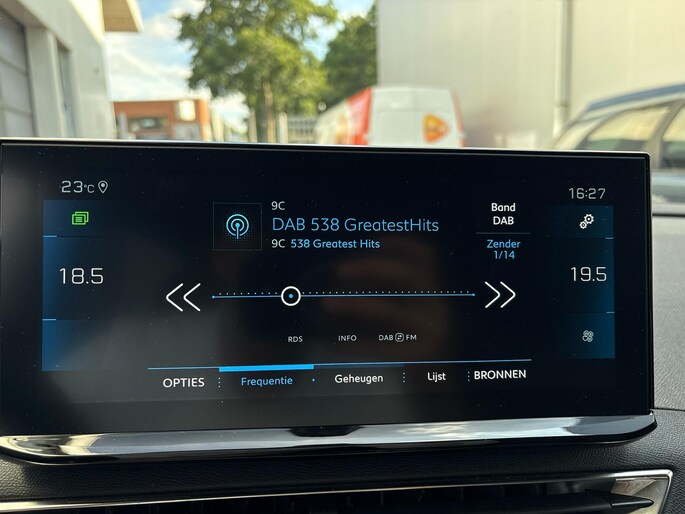 23°C
16:27
9C
DAB 538 GreatestHits
9C 538 Greatest Hits
Band
DAB
Zender
1/14
18.5
19.5
RDS
INFO
DAB FM
OPTIES
Frequentie
Geheugen
Lijst
BRONNEN